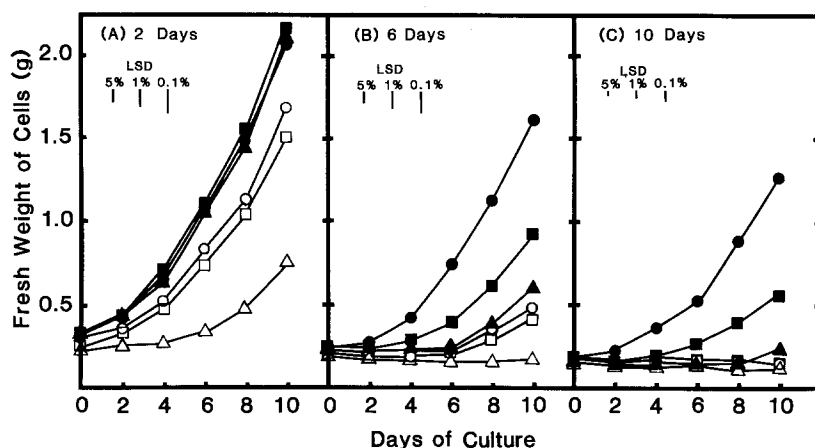 (A) 2 Days
(B) 6 Days
(C) 10 Days
LSD
5% 1% 0.1%
LSD
5% 1% 0.1%
LSD
5% 1% 0.1%
2.0
1.5
1.0
0.5
Fresh Weight of Cells (g)
0 2 4 6 8 10
0 2 4 6 8 10
0 2 4 6 8 10
Days of Culture